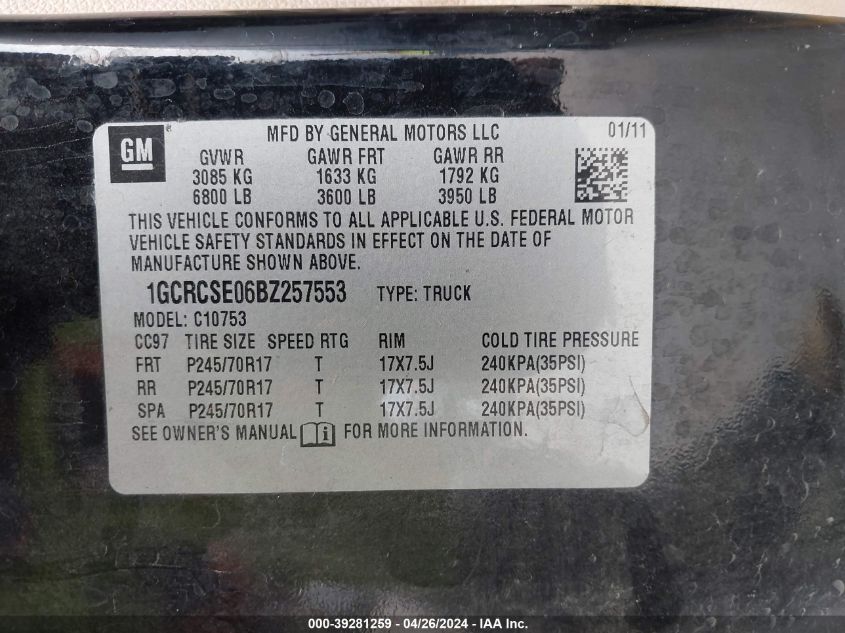 GM® MFD BY GENERAL MOTORS LLC 01/11
GVWR GAWR FRT GAWR RR
3085 KG 1633 KG 1792 KG
6800 LB 3600 LB 3950 LB
THIS VEHICLE CONFORMS TO ALL APPLICABLE U.S. FEDERAL MOTOR
VEHICLE SAFETY STANDARDS IN EFFECT ON THE DATE OF
MANUFACTURE SHOWN ABOVE.
1GCRCSE06BZ257553 TYPE: TRUCK
MODEL: C10753
CC97 TIRE SIZE SPEED RTG RIM COLD TIRE PRESSURE
FRT P245/70R17 T 17X7.5J 240KPA(35PSI)
RR P245/70R17 T 17X7.5J 240KPA(35PSI)
SPA P245/70R17 T 17X7.5J 240KPA(35PSI)
SEE OWNER'S MANUAL i FOR MORE INFORMATION.
000-39281259 - 04/26/2024 - IAA Inc.